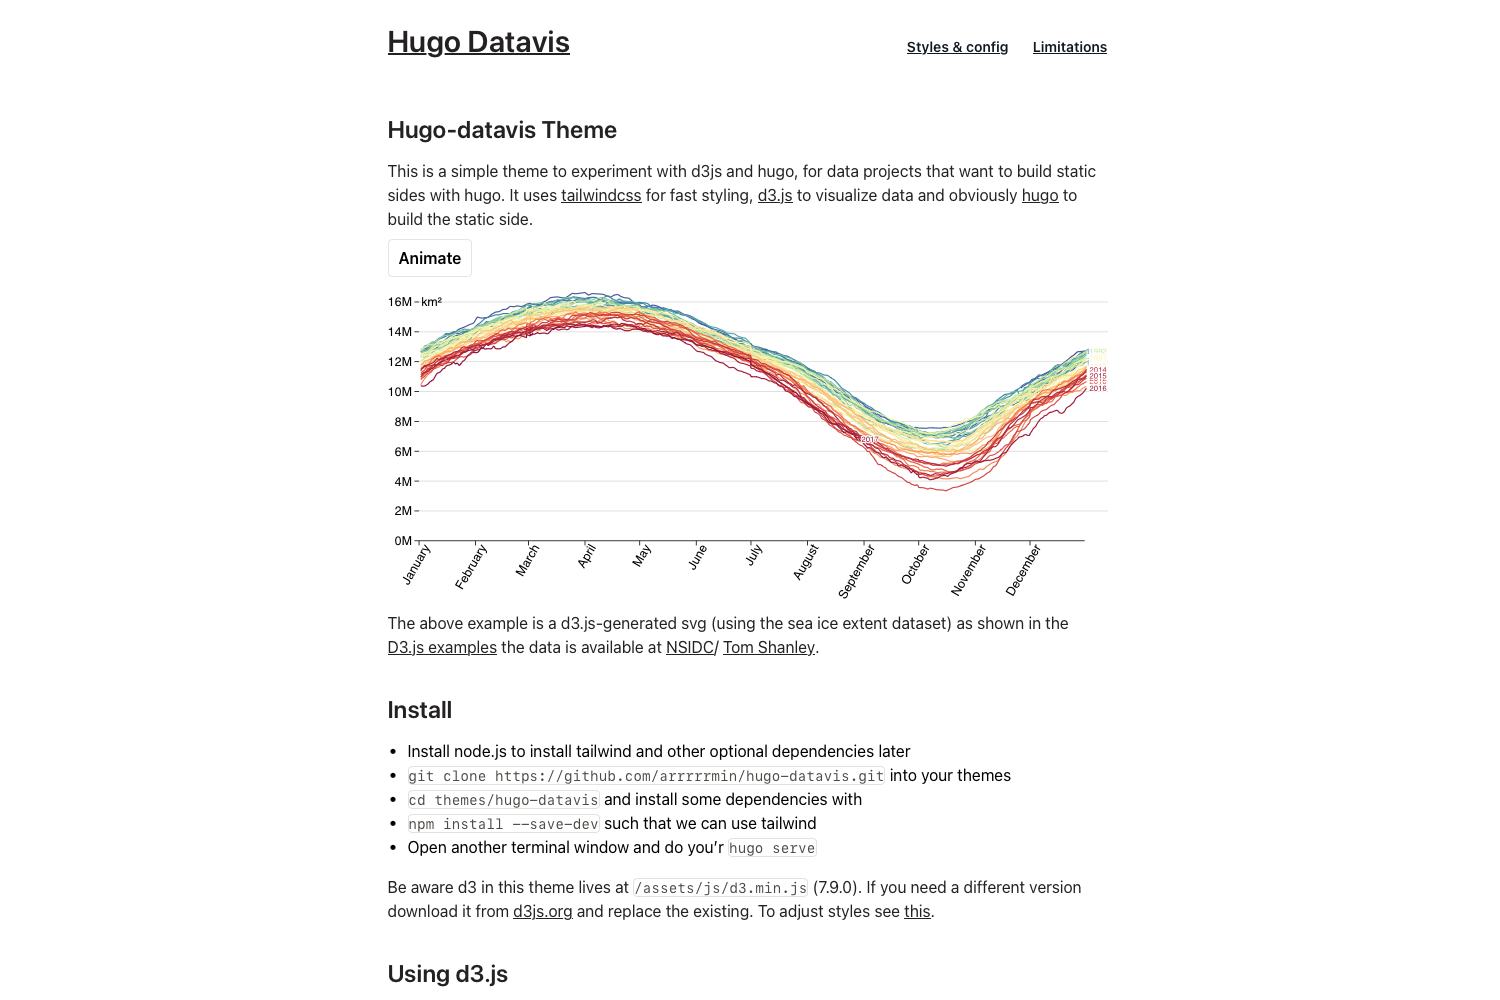 Hugo Datavis
Styles & config
Limitations
Hugo-datavis Theme
This is a simple theme to experiment with d3js and hugo, for data projects that want to build static
sides with hugo. It uses tailwindcss for fast styling, d3.js to visualize data and obviously hugo to
build the static side.
Animate
16M
km²
14M
12M
10M
8M
6M
4M
2M
0M
2014
2015
2016
2017
January
February
March
April
May
June
July
August
September
October
November
December
The above example is a d3.js-generated svg (using the sea ice extent dataset) as shown in the
D3.js examples the data is available at NSIDC/ Tom Shanley.
Install
• Install node.js to install tailwind and other optional dependencies later
• git clone https://github.com/arrrrrmin/hugo-datavis.git into your themes
• cd themes/hugo-datavis and install some dependencies with
• npm install --save-dev such that we can use tailwind
• Open another terminal window and do you'r hugo serve
Be aware d3 in this theme lives at /assets/js/d3.min.js (7.9.0). If you need a different version
download it from d3js.org and replace the existing. To adjust styles see this.
Using d3.js